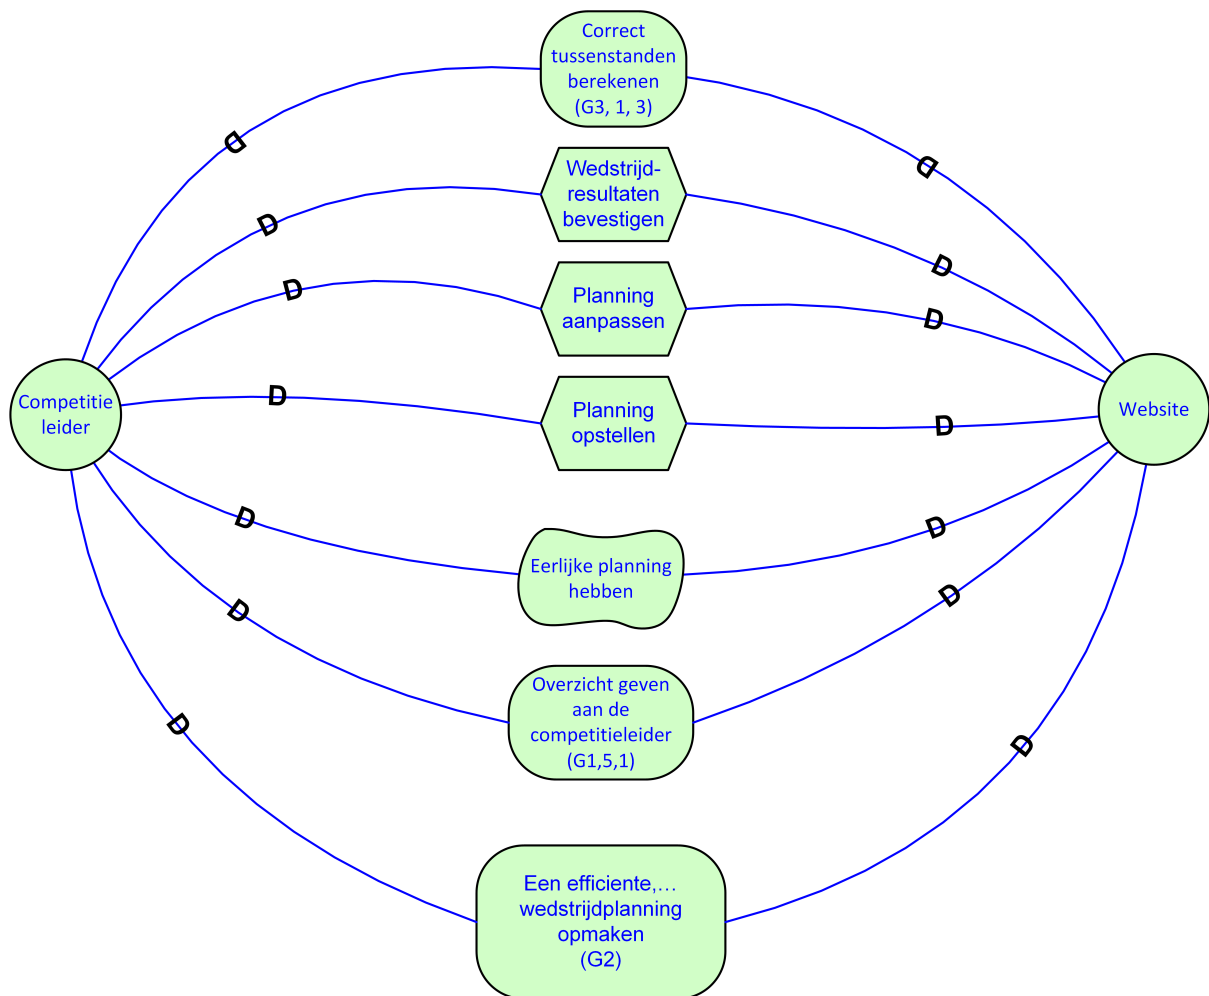 Correct
tussenstanden
berekenen
(G3, 1, 3)
D
D
Wedstrijd-
resultaten
bevestigen
D
D
Planning
aanpassen
D
D
Competitie
leider
Planning
opstellen
D
D
Website
Eerlijke planning
hebben
D
D
Overzicht geven
aan de
competitieleider
(G1,5,1)
D
D
Een efficiente,...
wedstrijdplanning
opmaken
(G2)
D
D